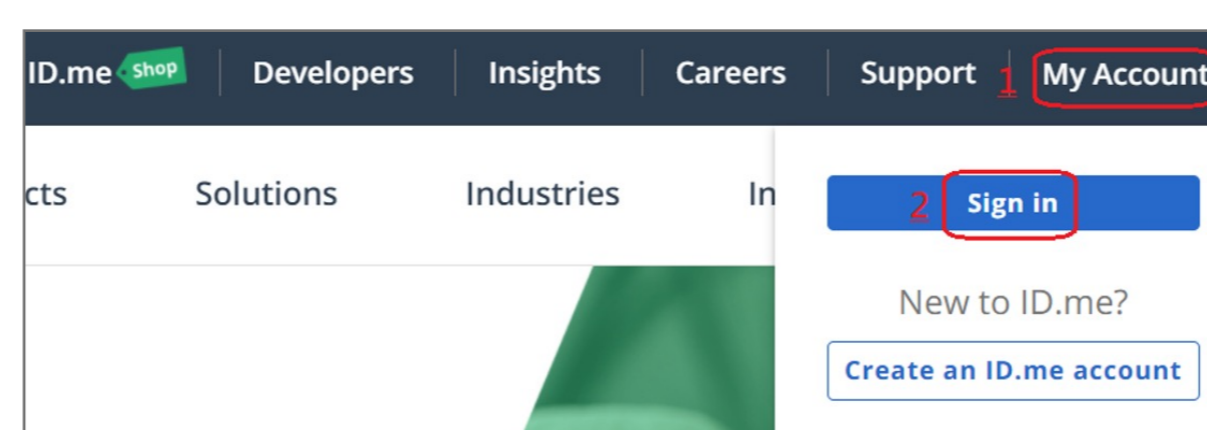 ID.me Shop Developers Insights Careers Support 1 My Account
cts Solutions Industries In
2 Sign in
New to ID.me?
Create an ID.me account